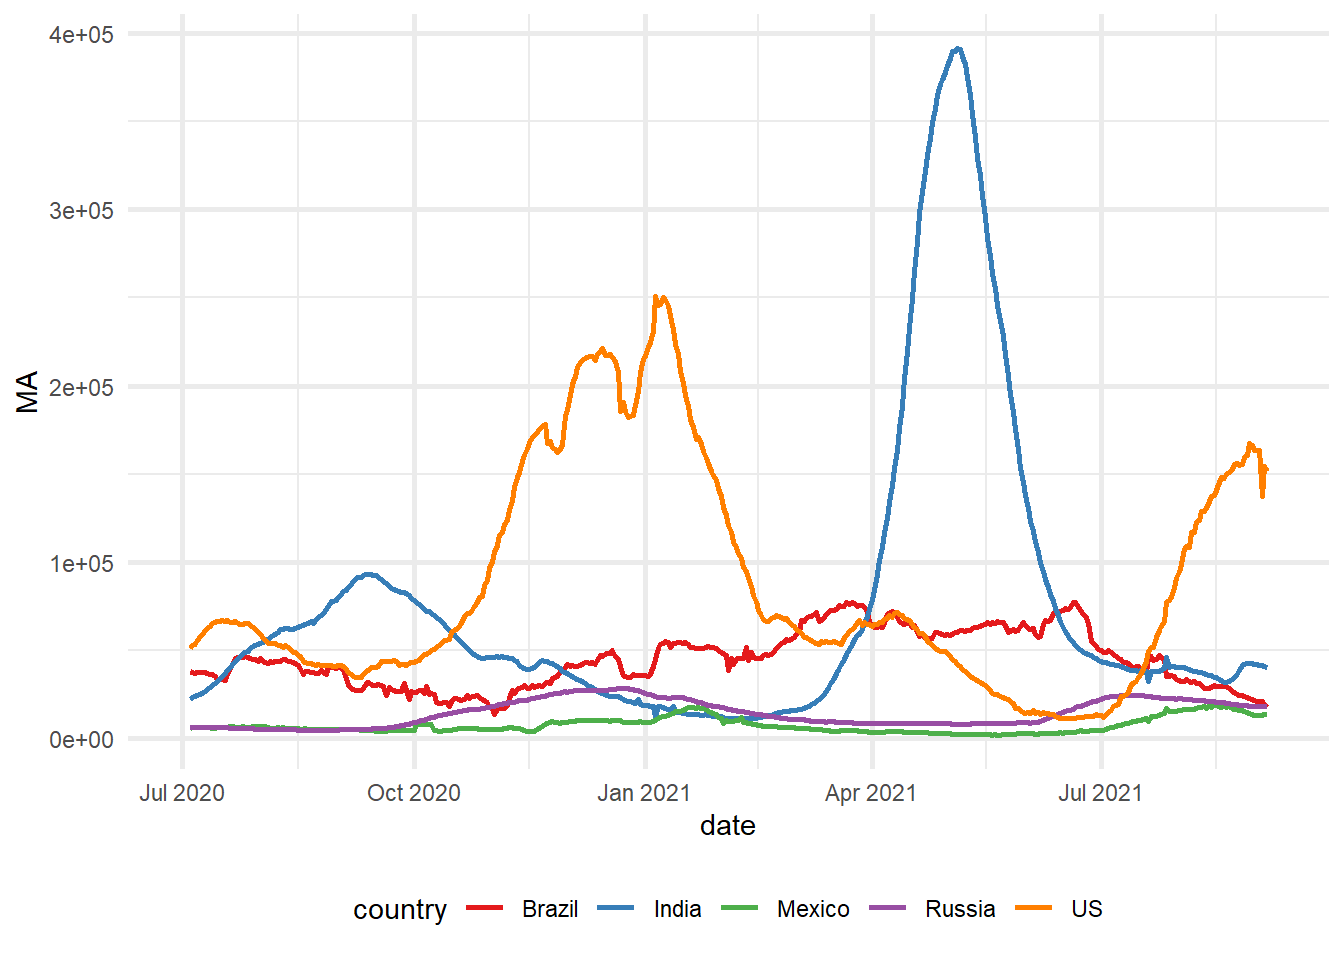 4e+05
3e+05
2e+05
1e+05
0e+00
MA
Jul 2020 Oct 2020 Jan 2021 Apr 2021 Jul 2021
date
country Brazil India Mexico Russia US